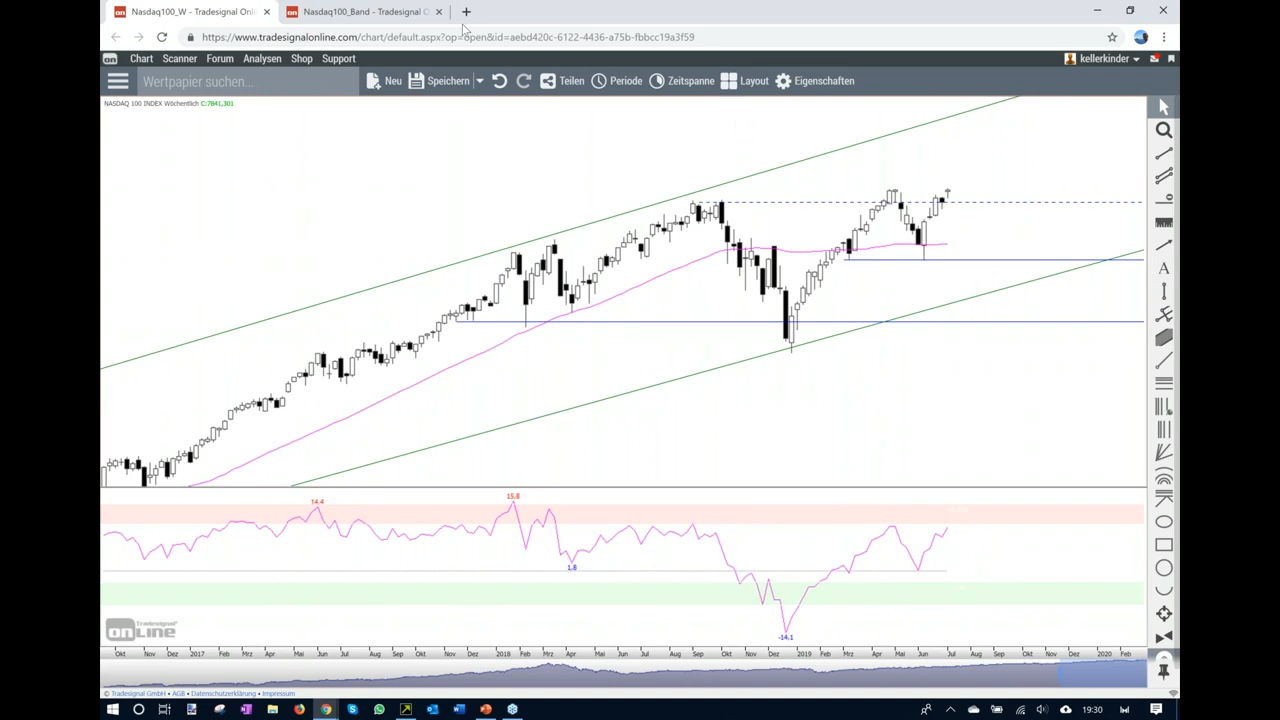 Nasdaq100_W - Tradesignal Onlin
Nasdaq100_Band - Tradesignal O
https://www.tradesignalonline.com/chart/default.aspx?op=open&id=aebd420c-6122-4436-a75b-fbbcc19a3f59
on Chart Scanner Forum Analysen Shop Support kellerkinder
Wertpapier suchen... Neu Speichern Teilen Periode Zeitspanne Layout Eigenschaften
NASDAQ 100 INDEX Wöchentlich C:7841,301
A
14.4
15.8
1.8
-14.1
Tradesignal
onLINE
Okt Nov Dez 2017 Feb Mrz Apr Mai Jun Jul Aug Sep Okt Nov Dez 2018 Feb Mrz Apr Mai Jun Jul Aug Sep Okt Nov Dez 2019 Feb Mrz Apr Mai Jun Jul Aug Sep Okt Nov Dez 2020 Feb
© Tradesignal GmbH • AGB • Datenschutzerklärung • Impressum
19:30